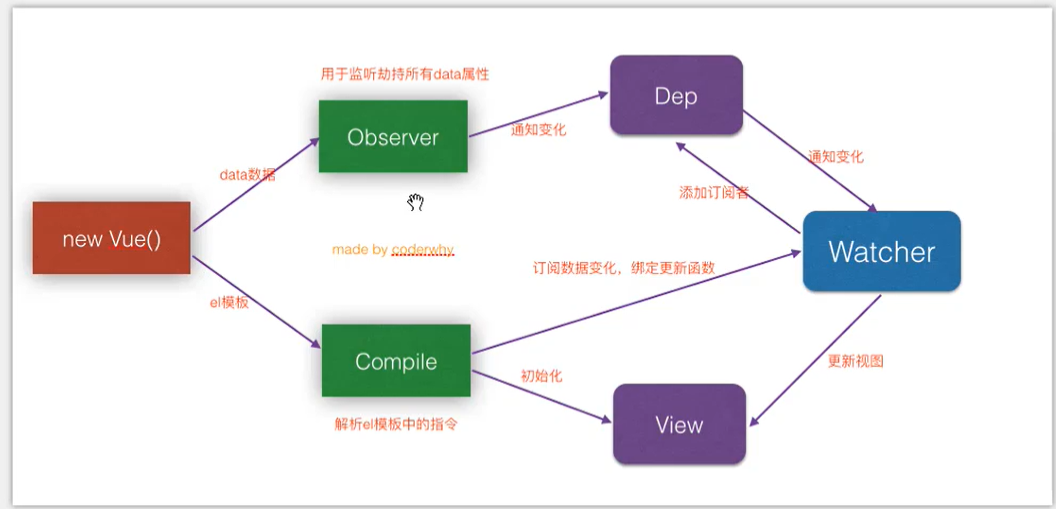 用于监听劫持所有data属性
Dep
Observer
通知变化
通知变化
data数据
添加订阅者
new Vue()
made by coderwhy
Watcher
订阅数据变化，绑定更新函数
el模板
Compile
初始化
更新视图
解析el模板中的指令
View